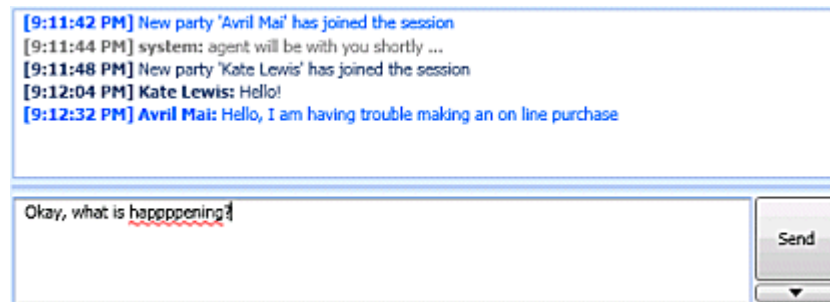 [9:11:42 PM] New party 'Avril Mai' has joined the session
[9:11:44 PM] system: agent will be with you shortly ...
[9:11:48 PM] New party 'Kate Lewis' has joined the session
[9:12:04 PM] Kate Lewis: Hello!
[9:12:32 PM] Avril Mai: Hello, I am having trouble making an on line purchase
Okay, what is happppening?
Send